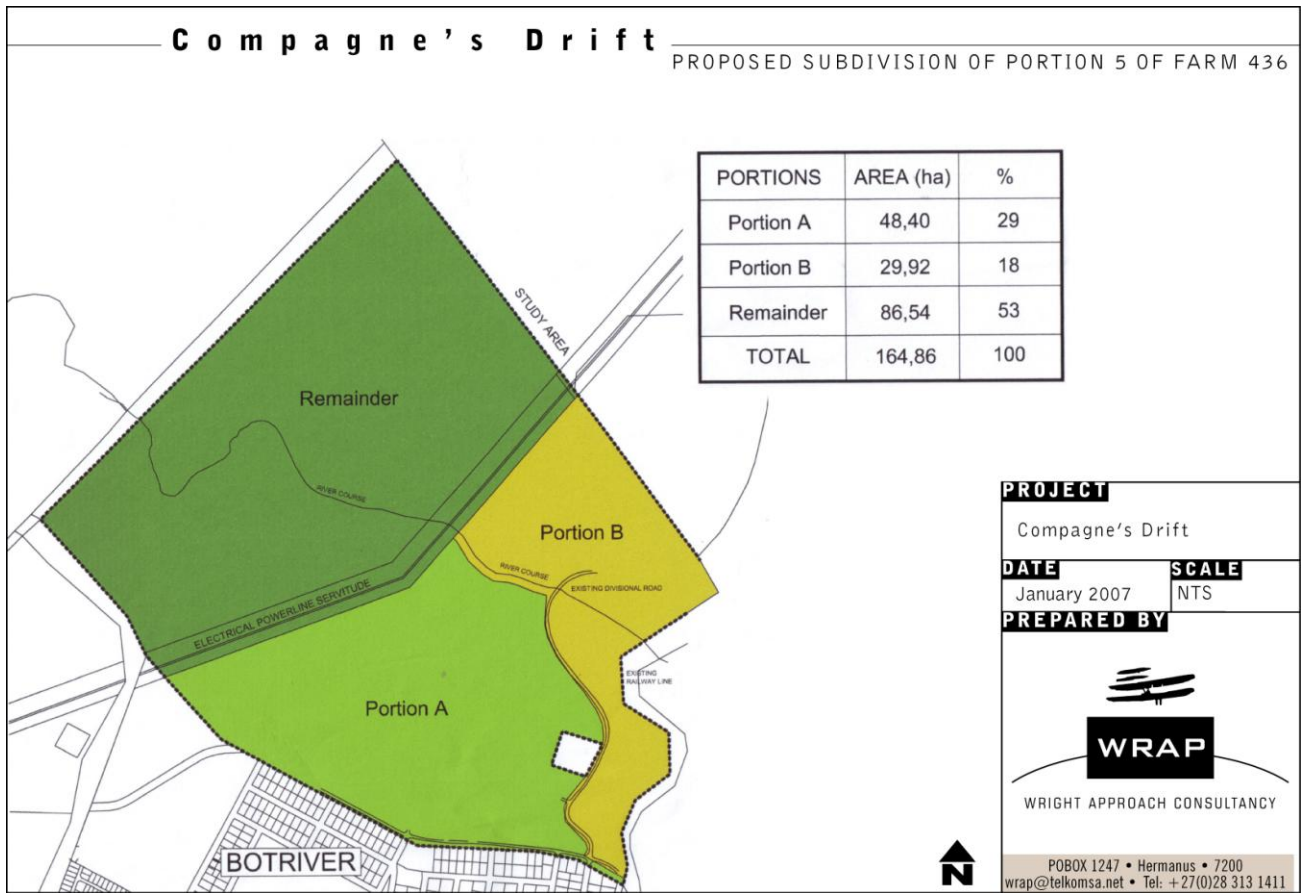 Compagne's Drift
PROPOSED SUBDIVISION OF PORTION 5 OF FARM 436
PORTIONS AREA (ha) %
Portion A 48,40 29
Portion B 29,92 18
Remainder 86,54 53
TOTAL 164,86 100
STUDY AREA
Remainder
RIVER COURSE
Portion B
RIVER COURSE
EXISTING DIVISIONAL ROAD
ELECTRICAL POWERLINE SERVITUDE
EXISTING
RAILWAY LINE
Portion A
BOTRIVER
PROJECT
Compagne's Drift
DATE SCALE
January 2007 NTS
PREPARED BY
WRAP
WRIGHT APPROACH CONSULTANCY
N
POBOX 1247 • Hermanus • 7200
wrap@telkomsa.net • Tel: +27(0)28 313 1411